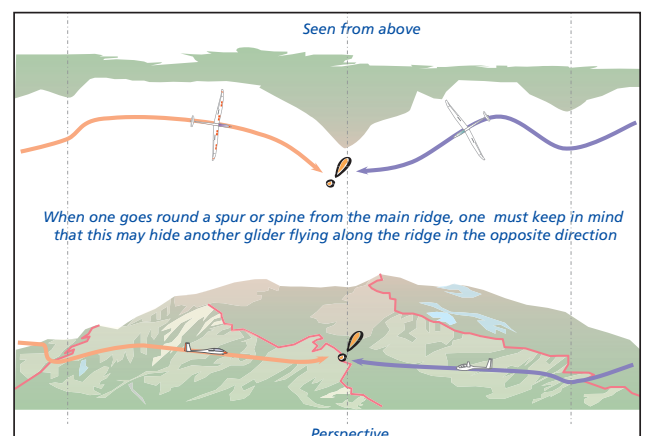 Seen from above
When one goes round a spur or spine from the main ridge, one must keep in mind
that this may hide another glider flying along the ridge in the opposite direction
Perspective